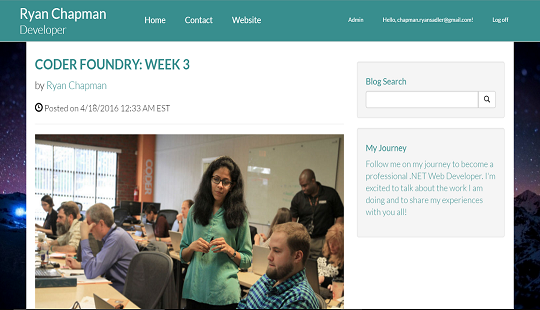 Ryan Chapman
Developer
Home Contact Website
Admin Hello, chapman.ryansadler@gmail.com! Log off
CODER FOUNDRY: WEEK 3
by Ryan Chapman
Posted on 4/18/2016 12:33 AM EST
CODER
Blog Search
My Journey
Follow me on my journey to become a
professional .NET Web Developer. I'm
excited to talk about the work I am
doing and to share my experiences
with you all!